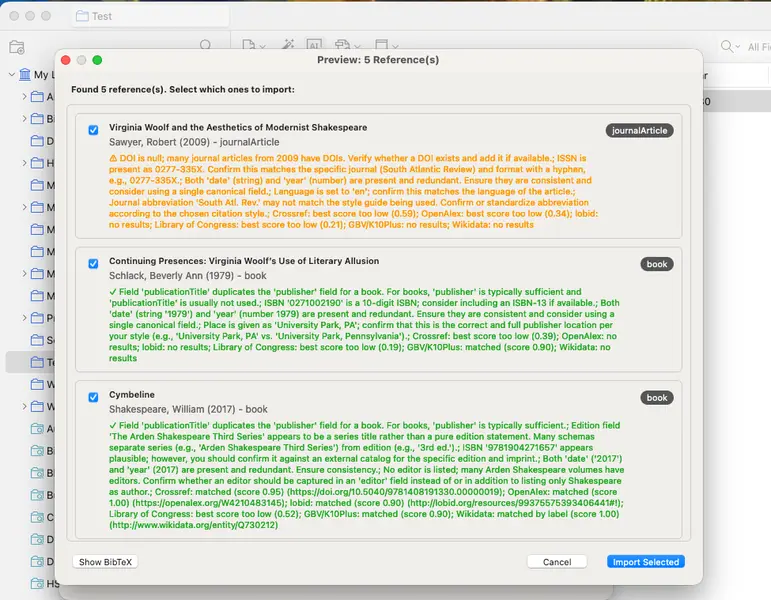 Test
AI
All Fi
My L
ur
Preview: 5 Reference(s)
Found 5 reference(s). Select which ones to import:
Virginia Woolf and the Aesthetics of Modernist Shakespeare
journalArticle
Sawyer, Robert (2009) - journalArticle
⚠ DOI is null; many journal articles from 2009 have DOIs. Verify whether a DOI exists and add it if available.; ISSN is
present as 0277-335X. Confirm this matches the specific journal (South Atlantic Review) and format with a hyphen,
e.g., 0277-335X.; Both 'date' (string) and 'year' (number) are present and redundant. Ensure they are consistent and
consider using a single canonical field.; Language is set to 'en'; confirm this matches the language of the article.;
Journal abbreviation 'South Atl. Rev.' may not match the style guide being used. Confirm or standardize abbreviation
according to the chosen citation style.; Crossref: best score too low (0.59); OpenAlex: best score too low (0.34); lobid:
no results; Library of Congress: best score too low (0.21); GBV/K10Plus: no results; Wikidata: no results
Continuing Presences: Virginia Woolf's Use of Literary Allusion
book
Schlack, Beverly Ann (1979) - book
✓ Field 'publicationTitle' duplicates the 'publisher' field for a book. For books, 'publisher' is typically sufficient and
'publicationTitle' is usually not used.; ISBN '0271002190' is a 10-digit ISBN; consider including an ISBN-13 if available.; Both
'date' (string '1979') and 'year' (number 1979) are present and redundant. Ensure they are consistent and consider using a
single canonical field.; Place is given as 'University Park, PA'; confirm that this is the correct and full publisher location per
your style (e.g., 'University Park, PA' vs. 'University Park, Pennsylvania').; Crossref: best score too low (0.39); OpenAlex: no
results; lobid: no results; Library of Congress: best score too low (0.19); GBV/K10Plus: matched (score 0.90); Wikidata: no
results
Cymbeline
book
Shakespeare, William (2017) - book
✓ Field 'publicationTitle' duplicates the 'publisher' field for a book. For books, 'publisher' is typically sufficient.; Edition field
'The Arden Shakespeare Third Series' appears to be a series title rather than a pure edition statement. Many schemas
separate series (e.g., 'Arden Shakespeare Third Series') from edition (e.g., '3rd ed.').; ISBN '9781904271657' appears
plausible; however, you should confirm it against an external catalog for the specific edition and imprint.; Both 'date' ('2017')
and 'year' (2017) are present and redundant. Ensure consistency.; No editor is listed; many Arden Shakespeare volumes have
editors. Confirm whether an editor should be captured in an 'editor' field instead of or in addition to listing only Shakespeare
as author.; Crossref: matched (score 0.95) (https://doi.org/10.5040/9781408191330.00000019); OpenAlex: matched (score
1.00) (https://openalex.org/W4210483145); lobid: matched (score 0.90) (http://lobid.org/resources/99375575393406441#!);
Library of Congress: best score too low (0.52); GBV/K10Plus: matched (score 0.90); Wikidata: matched by label (score 1.00)
(http://www.wikidata.org/entity/Q730212)
Show BibTeX
Cancel
Import Selected
HS